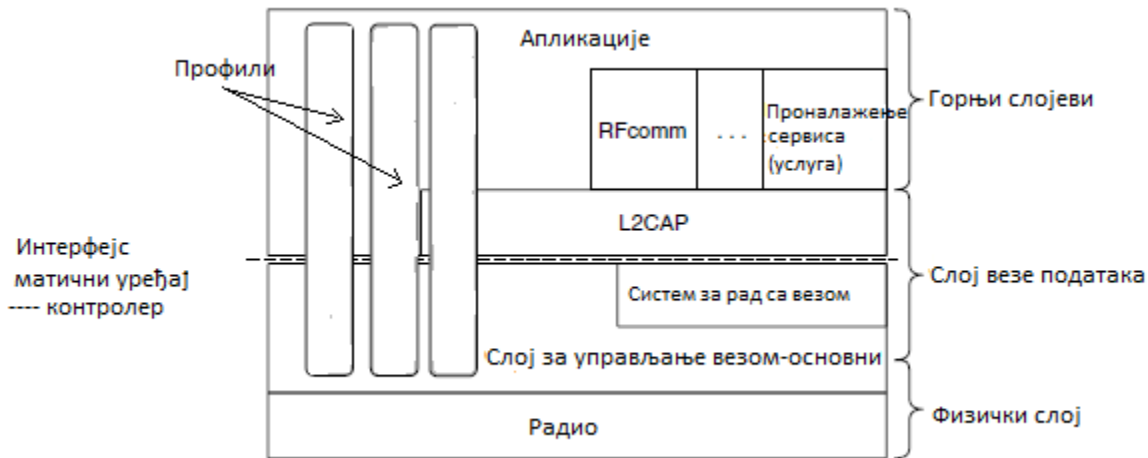 Апликације
Профили
RFcomm
...
Проналажење
сервиса
(услуга)
Горњи слојеви
L2CAP
Интерфејс
матични уређај
---- контролер
Систем за рад са везом
Слој везе података
Слој за управљање везом-основни
Радио
Физички слој